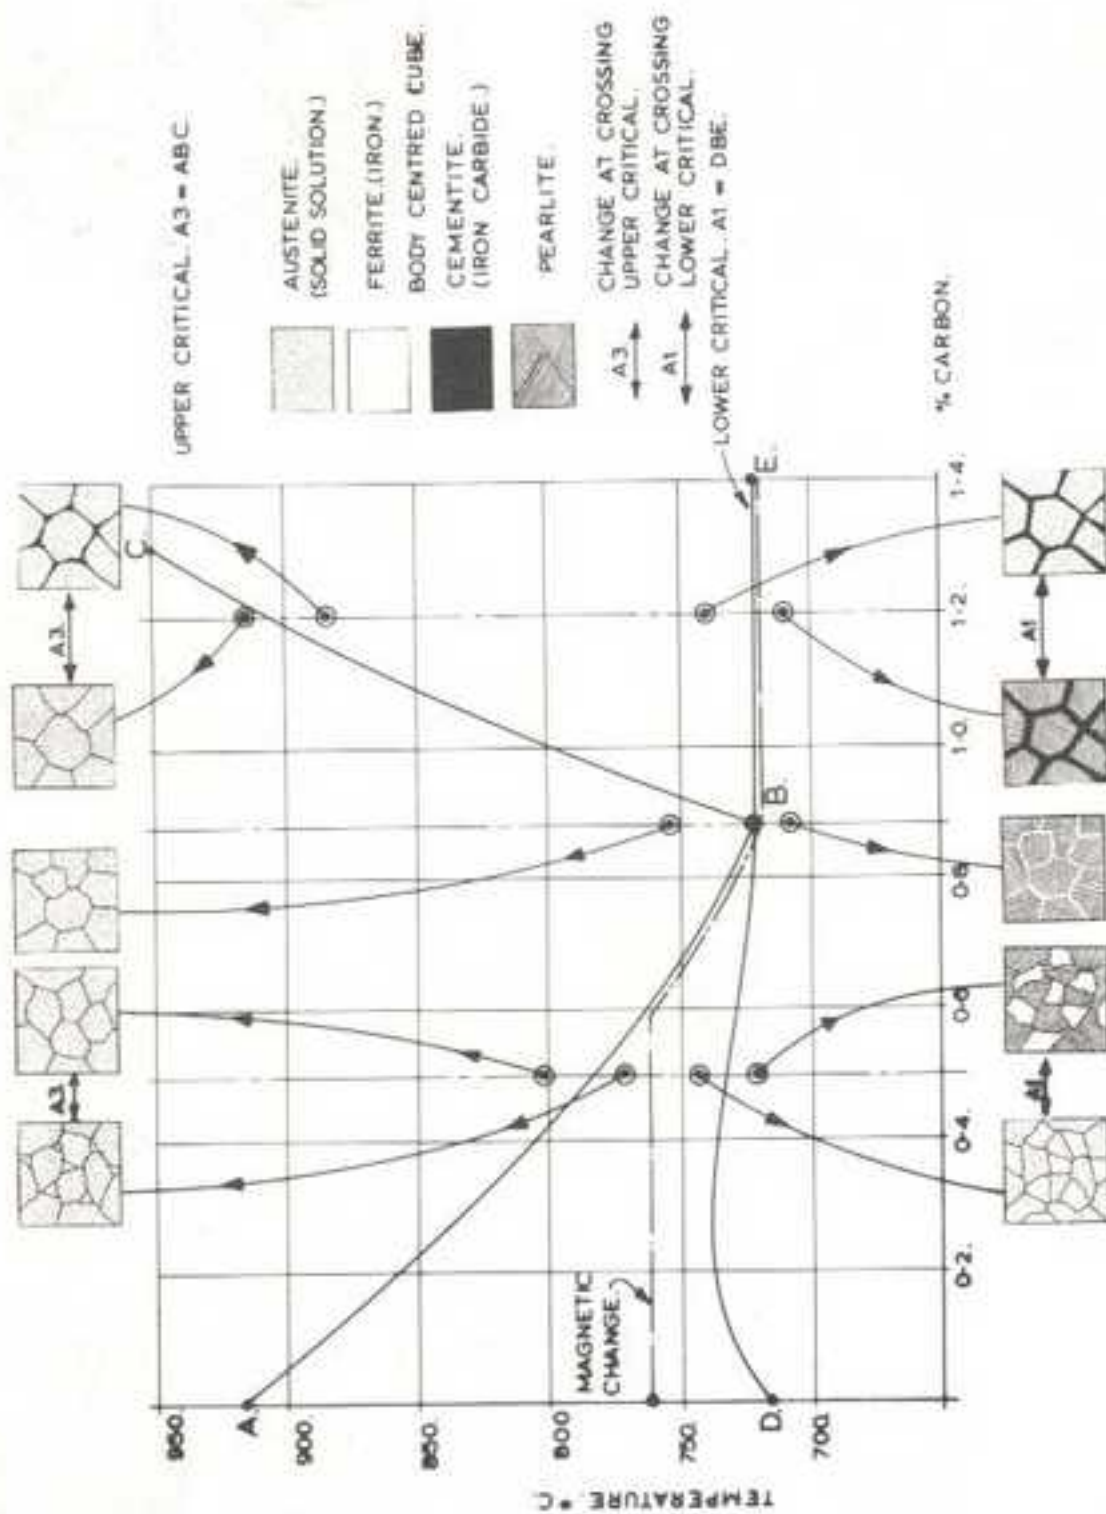 UPPER CRITICAL. A3 = ABC.
AUSTENITE.
(SOLID SOLUTION.)
FERRITE.(IRON.)
BODY CENTRED CUBE.
CEMENTITE.
(IRON CARBIDE.)
PEARLITE.
A3
CHANGE AT CROSSING
UPPER CRITICAL.
A1
CHANGE AT CROSSING
LOWER CRITICAL.
LOWER CRITICAL. A1 = DBE.
A3
A3
950.
A.
900.
850.
800
750.
D.
700.
TEMPERATURE. °C.
MAGNETIC
CHANGE.
C.
B.
E.
0·2.
0·4.
0·6.
0·8.
1·0.
1·2.
1·4.
% CARBON.
A1
A1